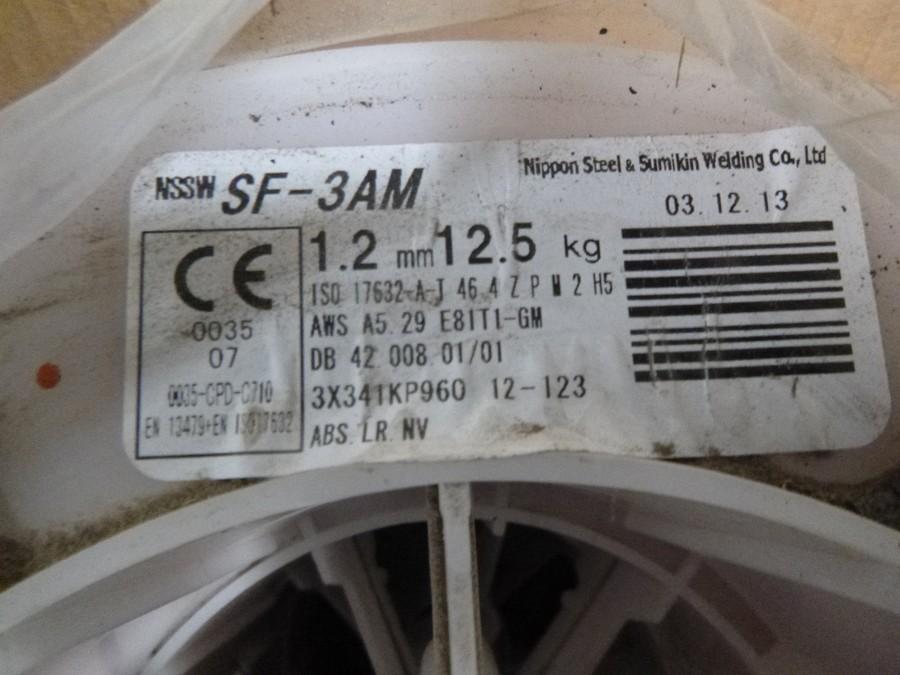 Nippon Steel & Sumikin Welding Co., Ltd
NSSW SF-3AM
03.12.13
CE
0035
07
0035-CPD-C710
EN 13479+EN ISO17632
1.2 mm 12.5 kg
ISO 17632-A-T 46 4 Z P M 2 H5
AWS A5.29 E81T1-GM
DB 42 008 01/01
3X341KP960 12-123
ABS. LR. NV